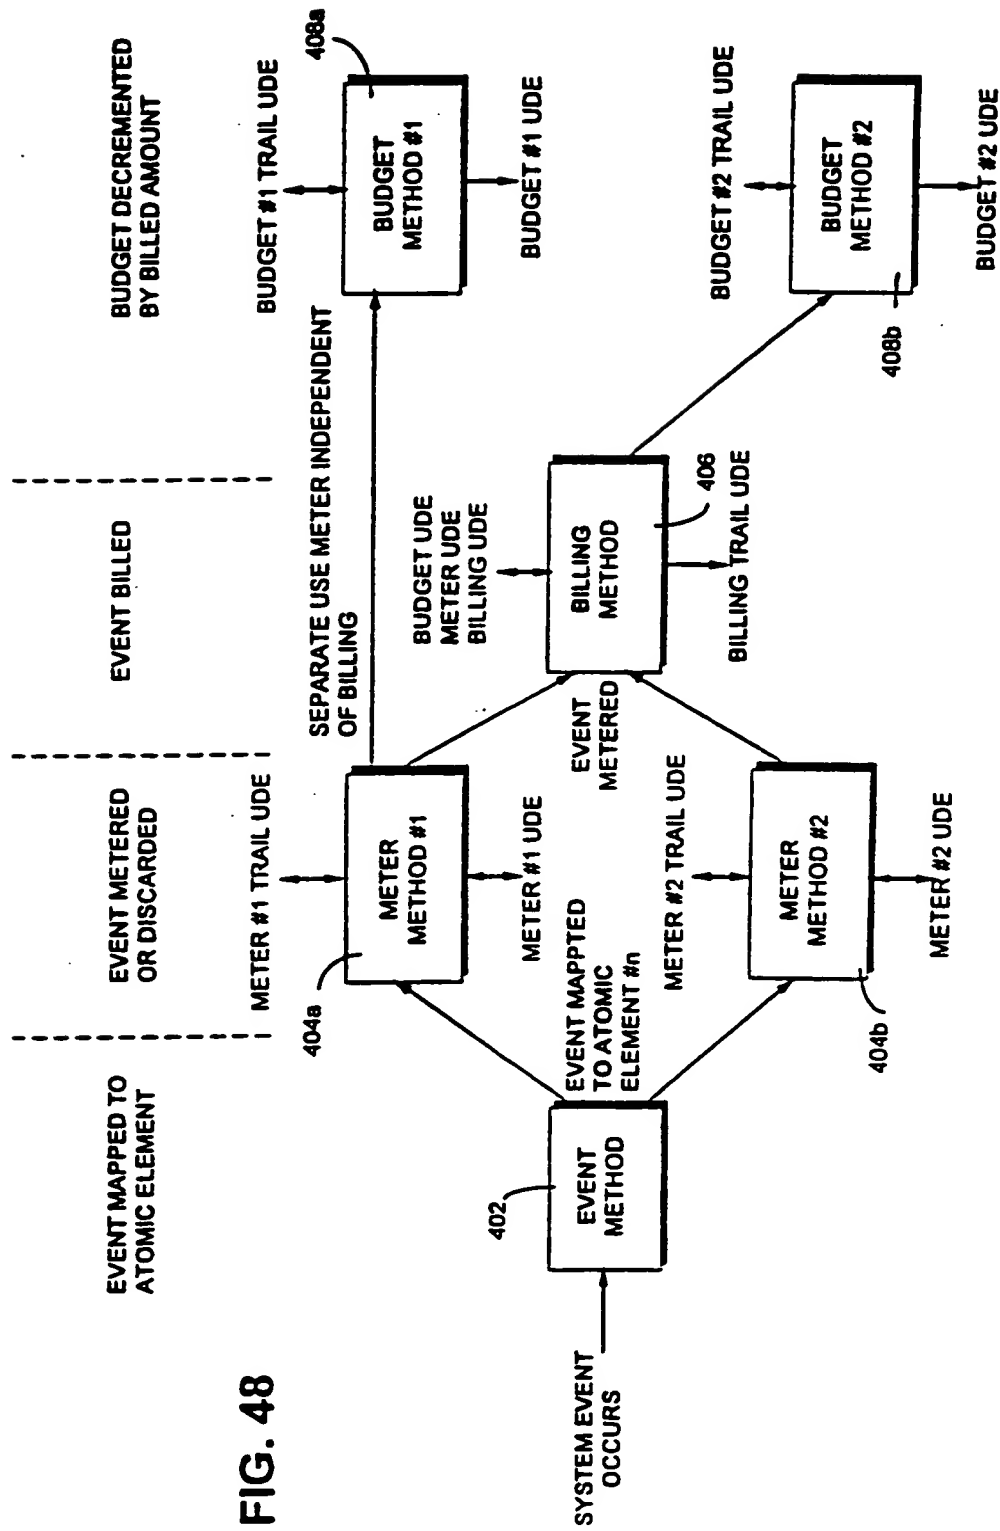 FIG. 48
EVENT MAPPED TO
ATOMIC ELEMENT
EVENT METERED
OR DISCARDED
EVENT BILLED
BUDGET DECREMENTED
BY BILLED AMOUNT
SYSTEM EVENT
OCCURS
402
EVENT
METHOD
EVENT MAPPTED
TO ATOMIC
ELEMENT #n
METER #1 TRAIL UDE
404a
METER
METHOD #1
METER #1 UDE
METER #2 TRAIL UDE
METER
METHOD #2
404b
METER #2 UDE
SEPARATE USE METER INDEPENDENT
OF BILLING
EVENT
METERED
BUDGET UDE
METER UDE
BILLING UDE
BILLING
METHOD
406
BILLING TRAIL UDE
BUDGET #1 TRAIL UDE
408a
BUDGET
METHOD #1
BUDGET #1 UDE
BUDGET #2 TRAIL UDE
BUDGET
METHOD #2
408b
BUDGET #2 UDE